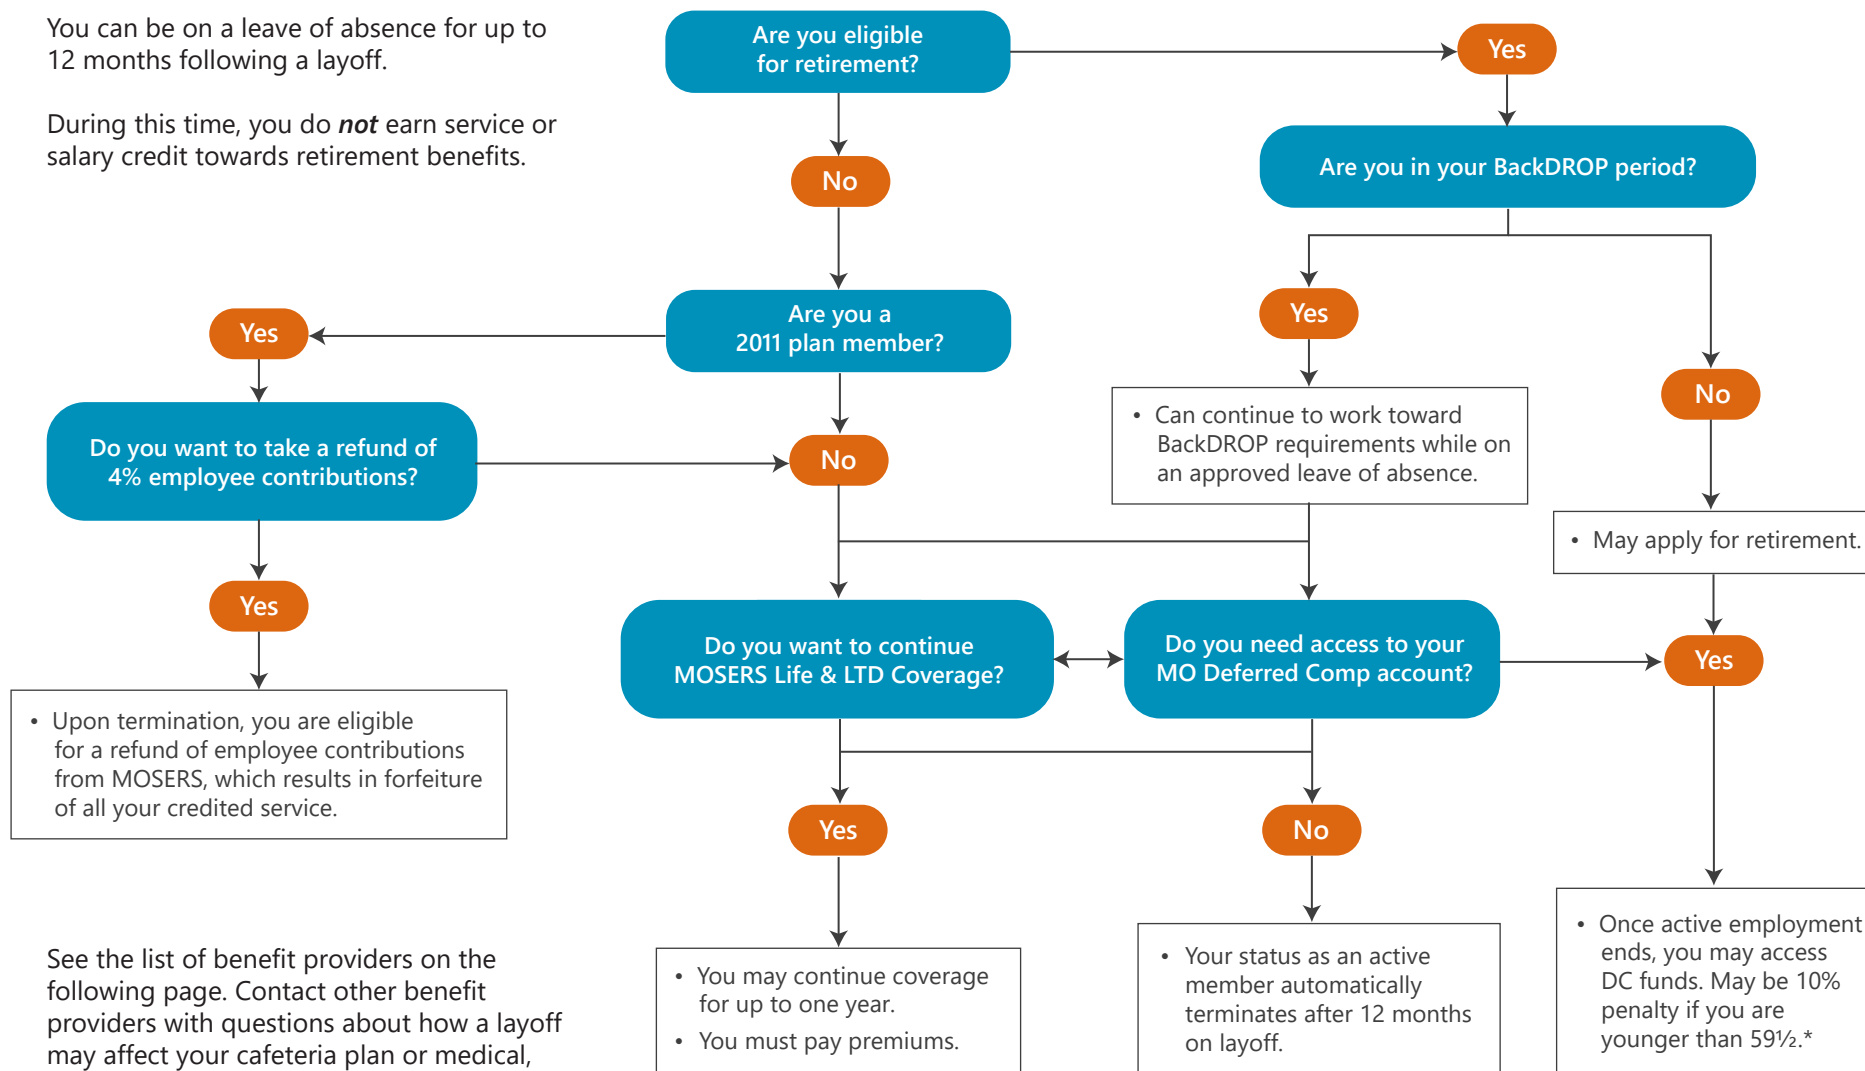 You can be on a leave of absence for up to
12 months following a layoff.
During this time, you do not earn service or
salary credit towards retirement benefits.
Are you eligible
for retirement?
Yes
No
Are you in your BackDROP period?
Are you a
2011 plan member?
Yes
Yes
No
Do you want to take a refund of
4% employee contributions?
No
• Can continue to work toward
BackDROP requirements while on
an approved leave of absence.
• May apply for retirement.
Yes
Do you want to continue
MOSERS Life & LTD Coverage?
Do you need access to your
MO Deferred Comp account?
Yes
• Upon termination, you are eligible
for a refund of employee contributions
from MOSERS, which results in forfeiture
of all your credited service.
Yes
No
See the list of benefit providers on the
following page. Contact other benefit
providers with questions about how a layoff
may affect your cafeteria plan or medical,
• You may continue coverage
for up to one year.
• You must pay premiums.
• Your status as an active
member automatically
terminates after 12 months
on layoff.
• Once active employment
ends, you may access
DC funds. May be 10%
penalty if you are
younger than 59½.*